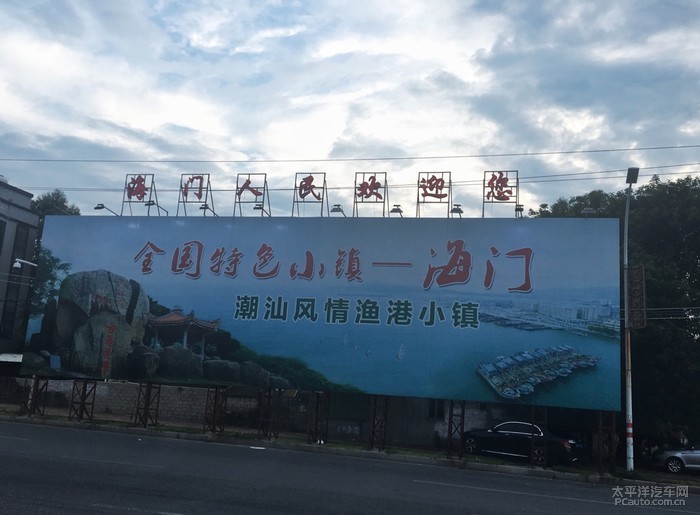 海门人民欢迎您
全国特色小镇—海门
潮汕风情渔港小镇
太平洋汽车网
PCauto.com.cn